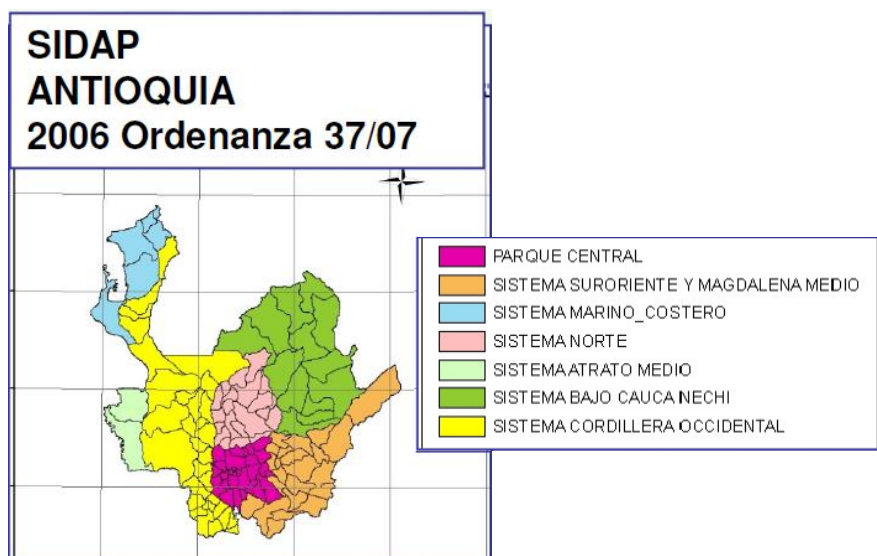 SIDAP
ANTIOQUIA
2006 Ordenanza 37/07
PARQUE CENTRAL
SISTEMA SURORIENTE Y MAGDALENA MEDIO
SISTEMA MARINO_COSTERO
SISTEMA NORTE
SISTEMA ATRATO MEDIO
SISTEMA BAJO CAUCA NECHI
SISTEMA CORDILLERA OCCIDENTAL